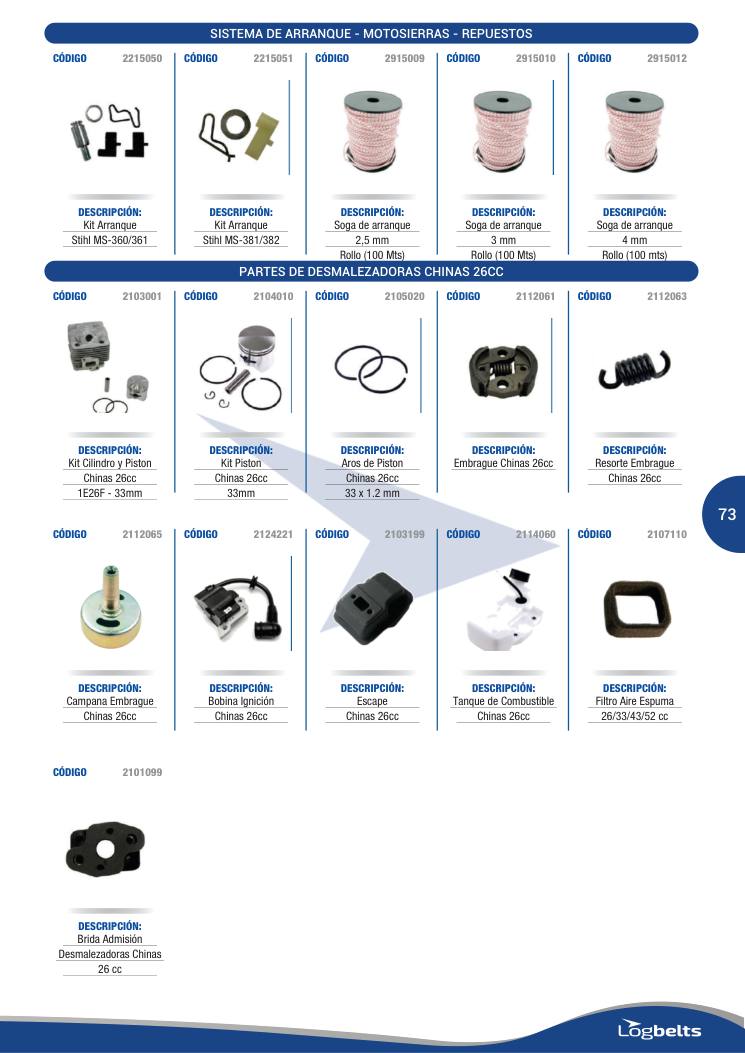 SISTEMA DE ARRANQUE - MOTOSIERRAS - REPUESTOS
CÓDIGO 2215050
DESCRIPCIÓN:
Kit Arranque
Stihl MS-360/361
CÓDIGO 2215051
DESCRIPCIÓN:
Kit Arranque
Stihl MS-381/382
CÓDIGO 2915009
DESCRIPCIÓN:
Soga de arranque
2,5 mm
Rollo (100 Mts)
CÓDIGO 2915010
DESCRIPCIÓN:
Soga de arranque
3 mm
Rollo (100 Mts)
CÓDIGO 2915012
DESCRIPCIÓN:
Soga de arranque
4 mm
Rollo (100 mts)
PARTES DE DESMALEZADORAS CHINAS 26CC
CÓDIGO 2103001
DESCRIPCIÓN:
Kit Cilindro y Piston
Chinas 26cc
1E26F - 33mm
CÓDIGO 2104010
DESCRIPCIÓN:
Kit Piston
Chinas 26cc
33mm
CÓDIGO 2105020
DESCRIPCIÓN:
Aros de Piston
Chinas 26cc
33 x 1.2 mm
CÓDIGO 2112061
DESCRIPCIÓN:
Embrague Chinas 26cc
CÓDIGO 2112063
DESCRIPCIÓN:
Resorte Embrague
Chinas 26cc
73
CÓDIGO 2112065
DESCRIPCIÓN:
Campana Embrague
Chinas 26cc
CÓDIGO 2124221
DESCRIPCIÓN:
Bobina Ignición
Chinas 26cc
CÓDIGO 2103199
DESCRIPCIÓN:
Escape
Chinas 26cc
CÓDIGO 2114060
DESCRIPCIÓN:
Tanque de Combustible
Chinas 26cc
CÓDIGO 2107110
DESCRIPCIÓN:
Filtro Aire Espuma
26/33/43/52 cc
CÓDIGO 2101099
DESCRIPCIÓN:
Brida Admisión
Desmalezadoras Chinas
26 cc
Logbelts